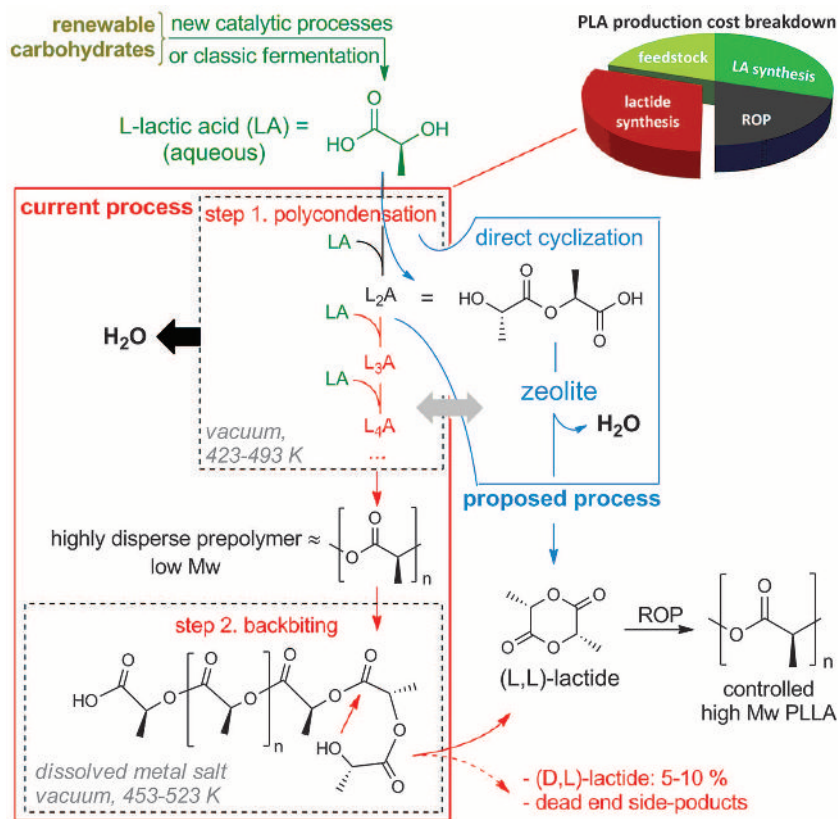 renewable
carbohydrates
new catalytic processes
or classic fermentation
PLA production cost breakdown
feedstock
LA synthesis
lactide
synthesis
ROP
L-lactic acid (LA) =
(aqueous)
O
HO
OH
current process
step 1. polycondensation
direct cyclization
LA
L2A
=
HO
O
O
OH
O
H2O
LA
L3A
LA
L4A
...
zeolite
H2O
vacuum,
423-493 K
proposed process
highly disperse prepolymer ≈
low Mw
O
O
n
step 2. backbiting
O
HO
O
O
O
n
O
O
O
O
HO
O
dissolved metal salt
vacuum, 453-523 K
O
O
O
O
(L,L)-lactide
ROP
O
O
n
controlled
high Mw PLLA
- (D,L)-lactide: 5-10 %
- dead end side-poducts